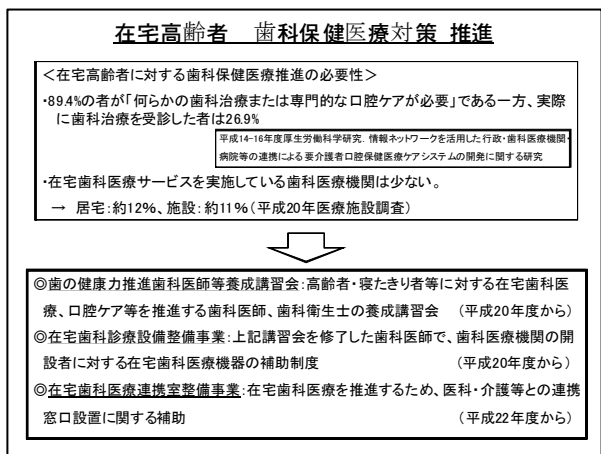 在宅高齢者　歯科保健医療対策 推進
＜在宅高齢者に対する歯科保健医療推進の必要性＞
・89.4%の者が「何らかの歯科治療または専門的な口腔ケアが必要」である一方、実際
に歯科治療を受診した者は26.9%
平成14-16年度厚生労働科学研究．情報ネットワークを活用した行政・歯科医療機関・
病院等の連携による要介護者口腔保健医療ケアシステムの開発に関する研究
・在宅歯科医療サービスを実施している歯科医療機関は少ない。
→ 居宅：約12％、施設：約11％（平成20年医療施設調査）
◎歯の健康力推進歯科医師等養成講習会：高齢者・寝たきり者等に対する在宅歯科医
療、口腔ケア等を推進する歯科医師、歯科衛生士の養成講習会　（平成20年度から）
◎在宅歯科診療設備整備事業：上記講習会を修了した歯科医師で、歯科医療機関の開
設者に対する在宅歯科医療機器の補助制度　（平成20年度から）
◎在宅歯科医療連携室整備事業：在宅歯科医療を推進するため、医科・介護等との連携
窓口設置に関する補助　（平成22年度から）